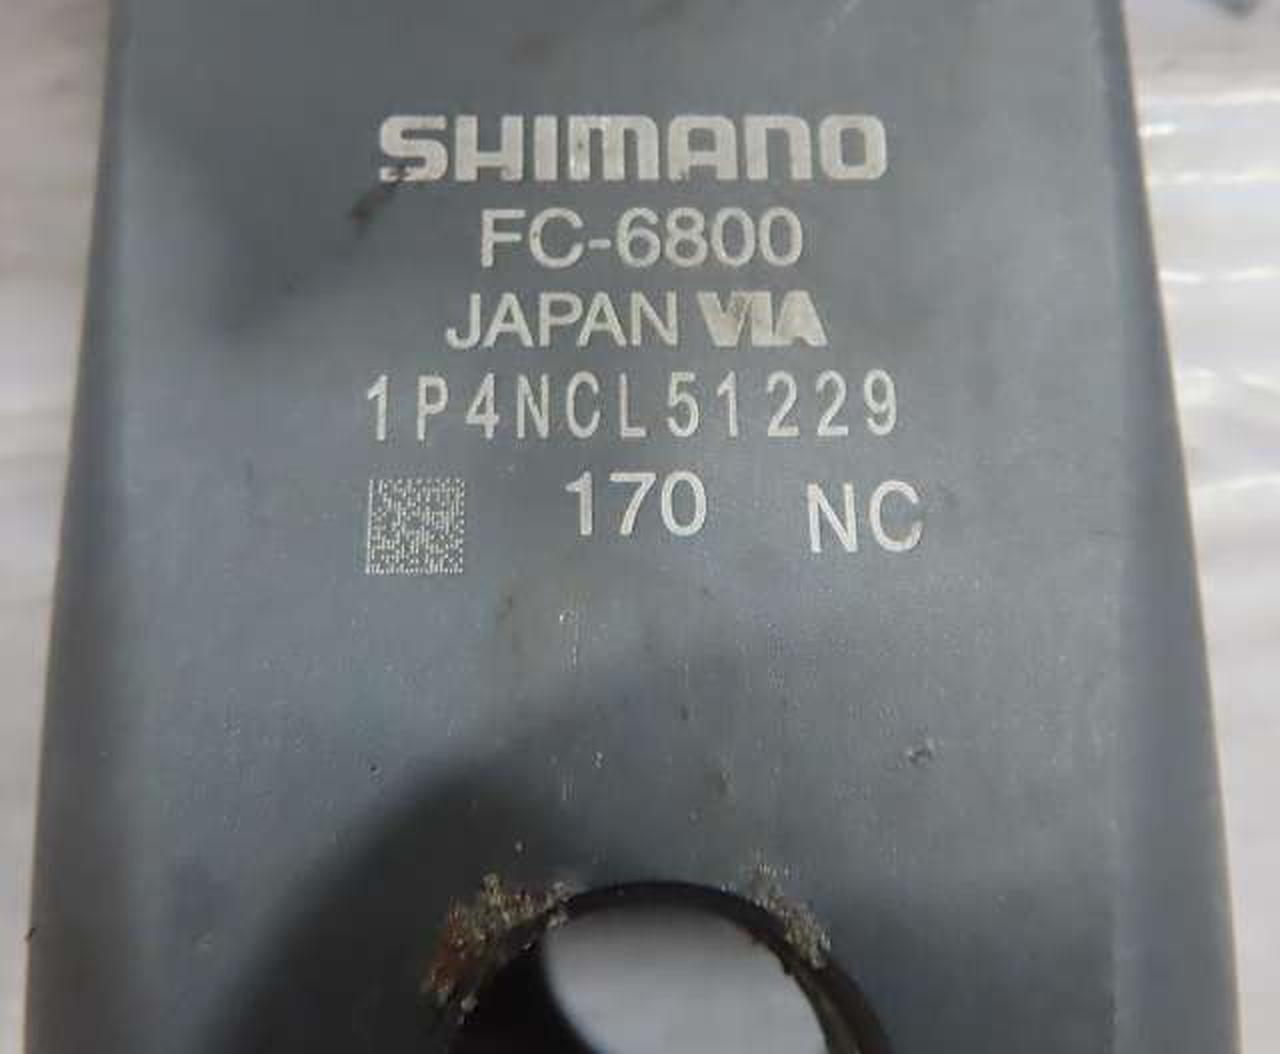 SHIMANO
FC-6800
JAPAN VIA
1P4NCL51229
170 NC